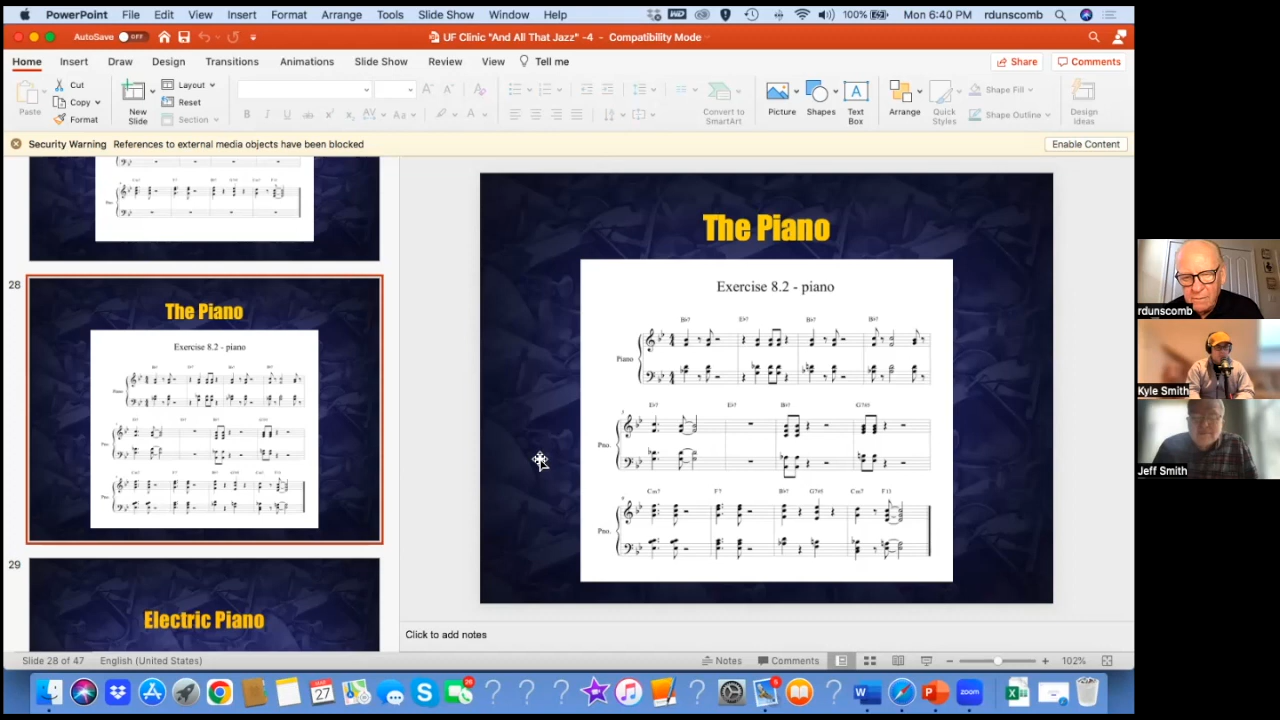 PowerPoint File Edit View Insert Format Arrange Tools Slide Show Window Help
WD 100% Mon 6:40 PM rdunscomb
AutoSave OFF UF Clinic "And All That Jazz" -4 - Compatibility Mode
Home Insert Draw Design Transitions Animations Slide Show Review View Tell me Share Comments
Paste Cut Copy Format
New Slide Layout Reset Section
Convert to SmartArt
Picture Shapes Text Box Arrange Quick Styles Shape Fill Shape Outline Design Ideas
Security Warning References to external media objects have been blocked Enable Content
28
The Piano
Exercise 8.2 - piano
29
Electric Piano
The Piano
Exercise 8.2 - piano
Piano
Pno.
Pno.
rdunscomb
Kyle Smith
Jeff Smith
Click to add notes
Slide 28 of 47 English (United States) Notes Comments 102%
MAR 27
zoom